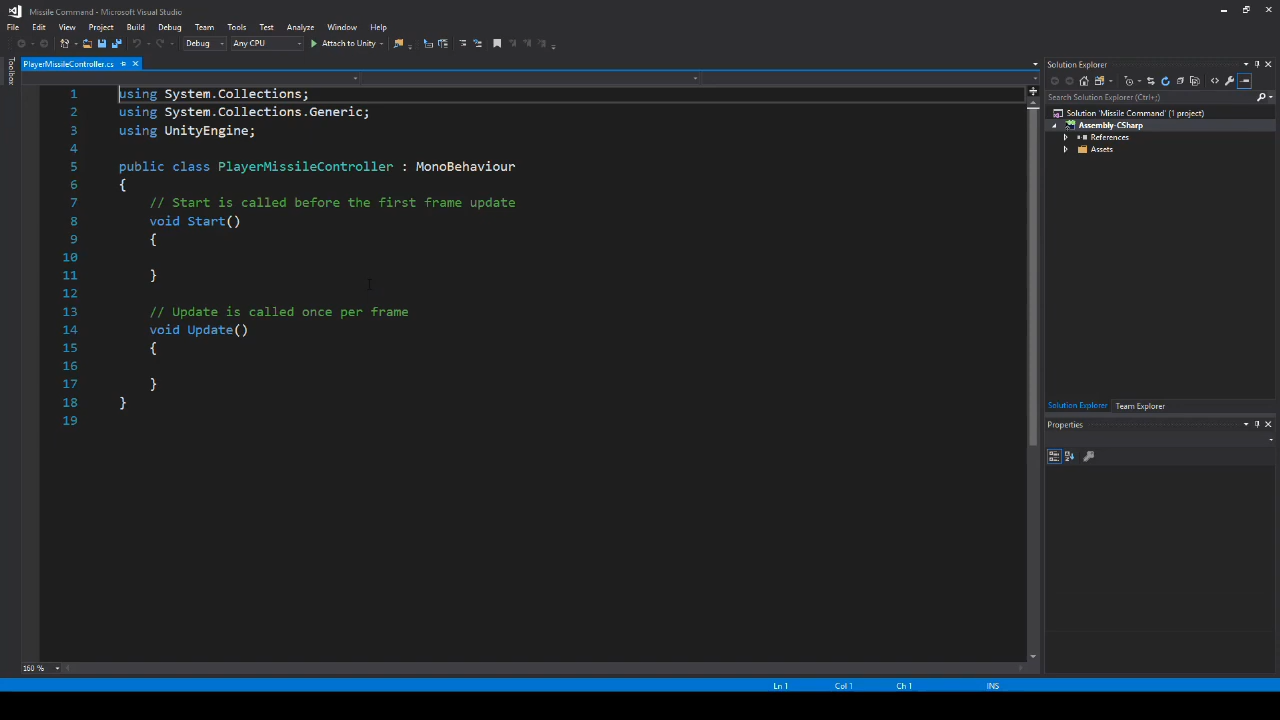 Missile Command - Microsoft Visual Studio
File Edit View Project Build Debug Team Tools Test Analyze Window Help
Debug Any CPU Attach to Unity
Toolbox
PlayerMissileController.cs
1 using System.Collections;
2 using System.Collections.Generic;
3 using UnityEngine;
4
5 public class PlayerMissileController : MonoBehaviour
6 {
7 // Start is called before the first frame update
8 void Start()
9 {
10
11 }
12
13 // Update is called once per frame
14 void Update()
15 {
16
17 }
18 }
19
160 %
Solution Explorer
Search Solution Explorer (Ctrl+;)
Solution 'Missile Command' (1 project)
Assembly-CSharp
References
Assets
Solution Explorer Team Explorer
Properties
Ln 1 Col 1 Ch 1 INS